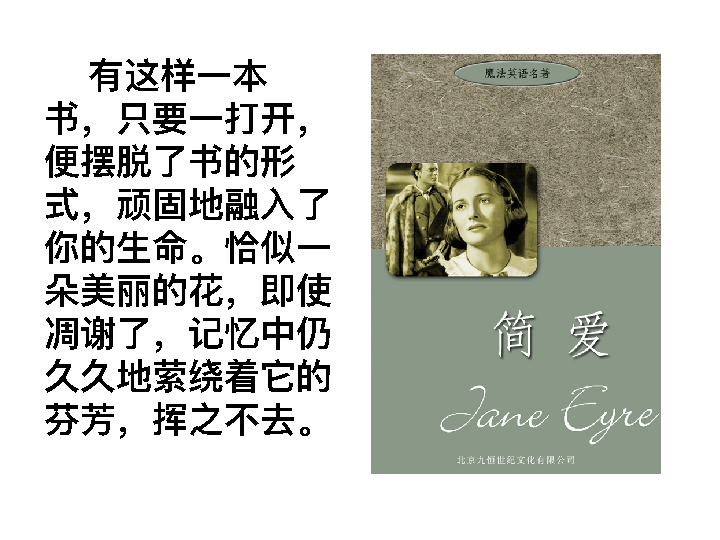 有这样一本
书，只要一打开，
便摆脱了书的形
式，顽固地融入了
你的生命。恰似一
朵美丽的花，即使
凋谢了，记忆中仍
久久地萦绕着它的
芬芳，挥之不去。
魔法英语名著
简 爱
Jane Eyre
北京九恒世纪文化有限公司